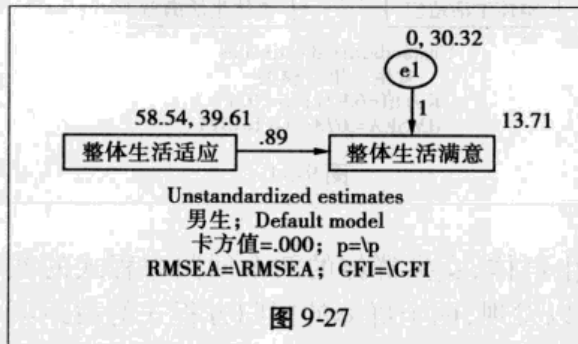 0, 30.32
e1
1
58.54, 39.61
13.71
.89
整体生活适应
整体生活满意
Unstandardized estimates
男生；Default model
卡方值=.000；p=\p
RMSEA=\RMSEA；GFI=\GFI
图 9-27